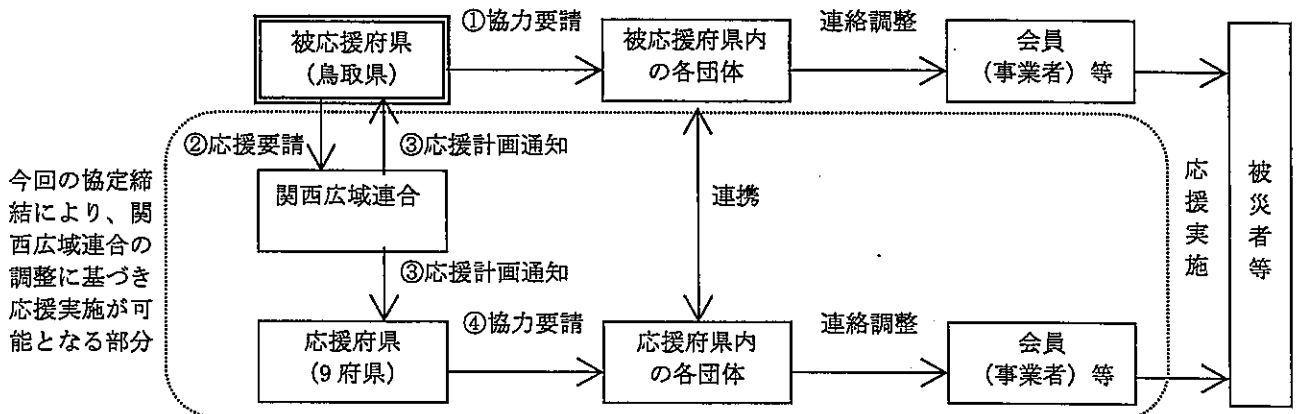 ①協力要請
連絡調整
被応援府県
(鳥取県)
被応援府県内
の各団体
会員
(事業者)等
②応援要請
③応援計画通知
関西広域連合
連携
今回の協定締
結により、関
西広域連合の
調整に基づき
応援実施が可
能となる部分
応援実施
被災者等
③応援計画通知
④協力要請
連絡調整
応援府県
(9府県)
応援府県内
の各団体
会員
(事業者)等